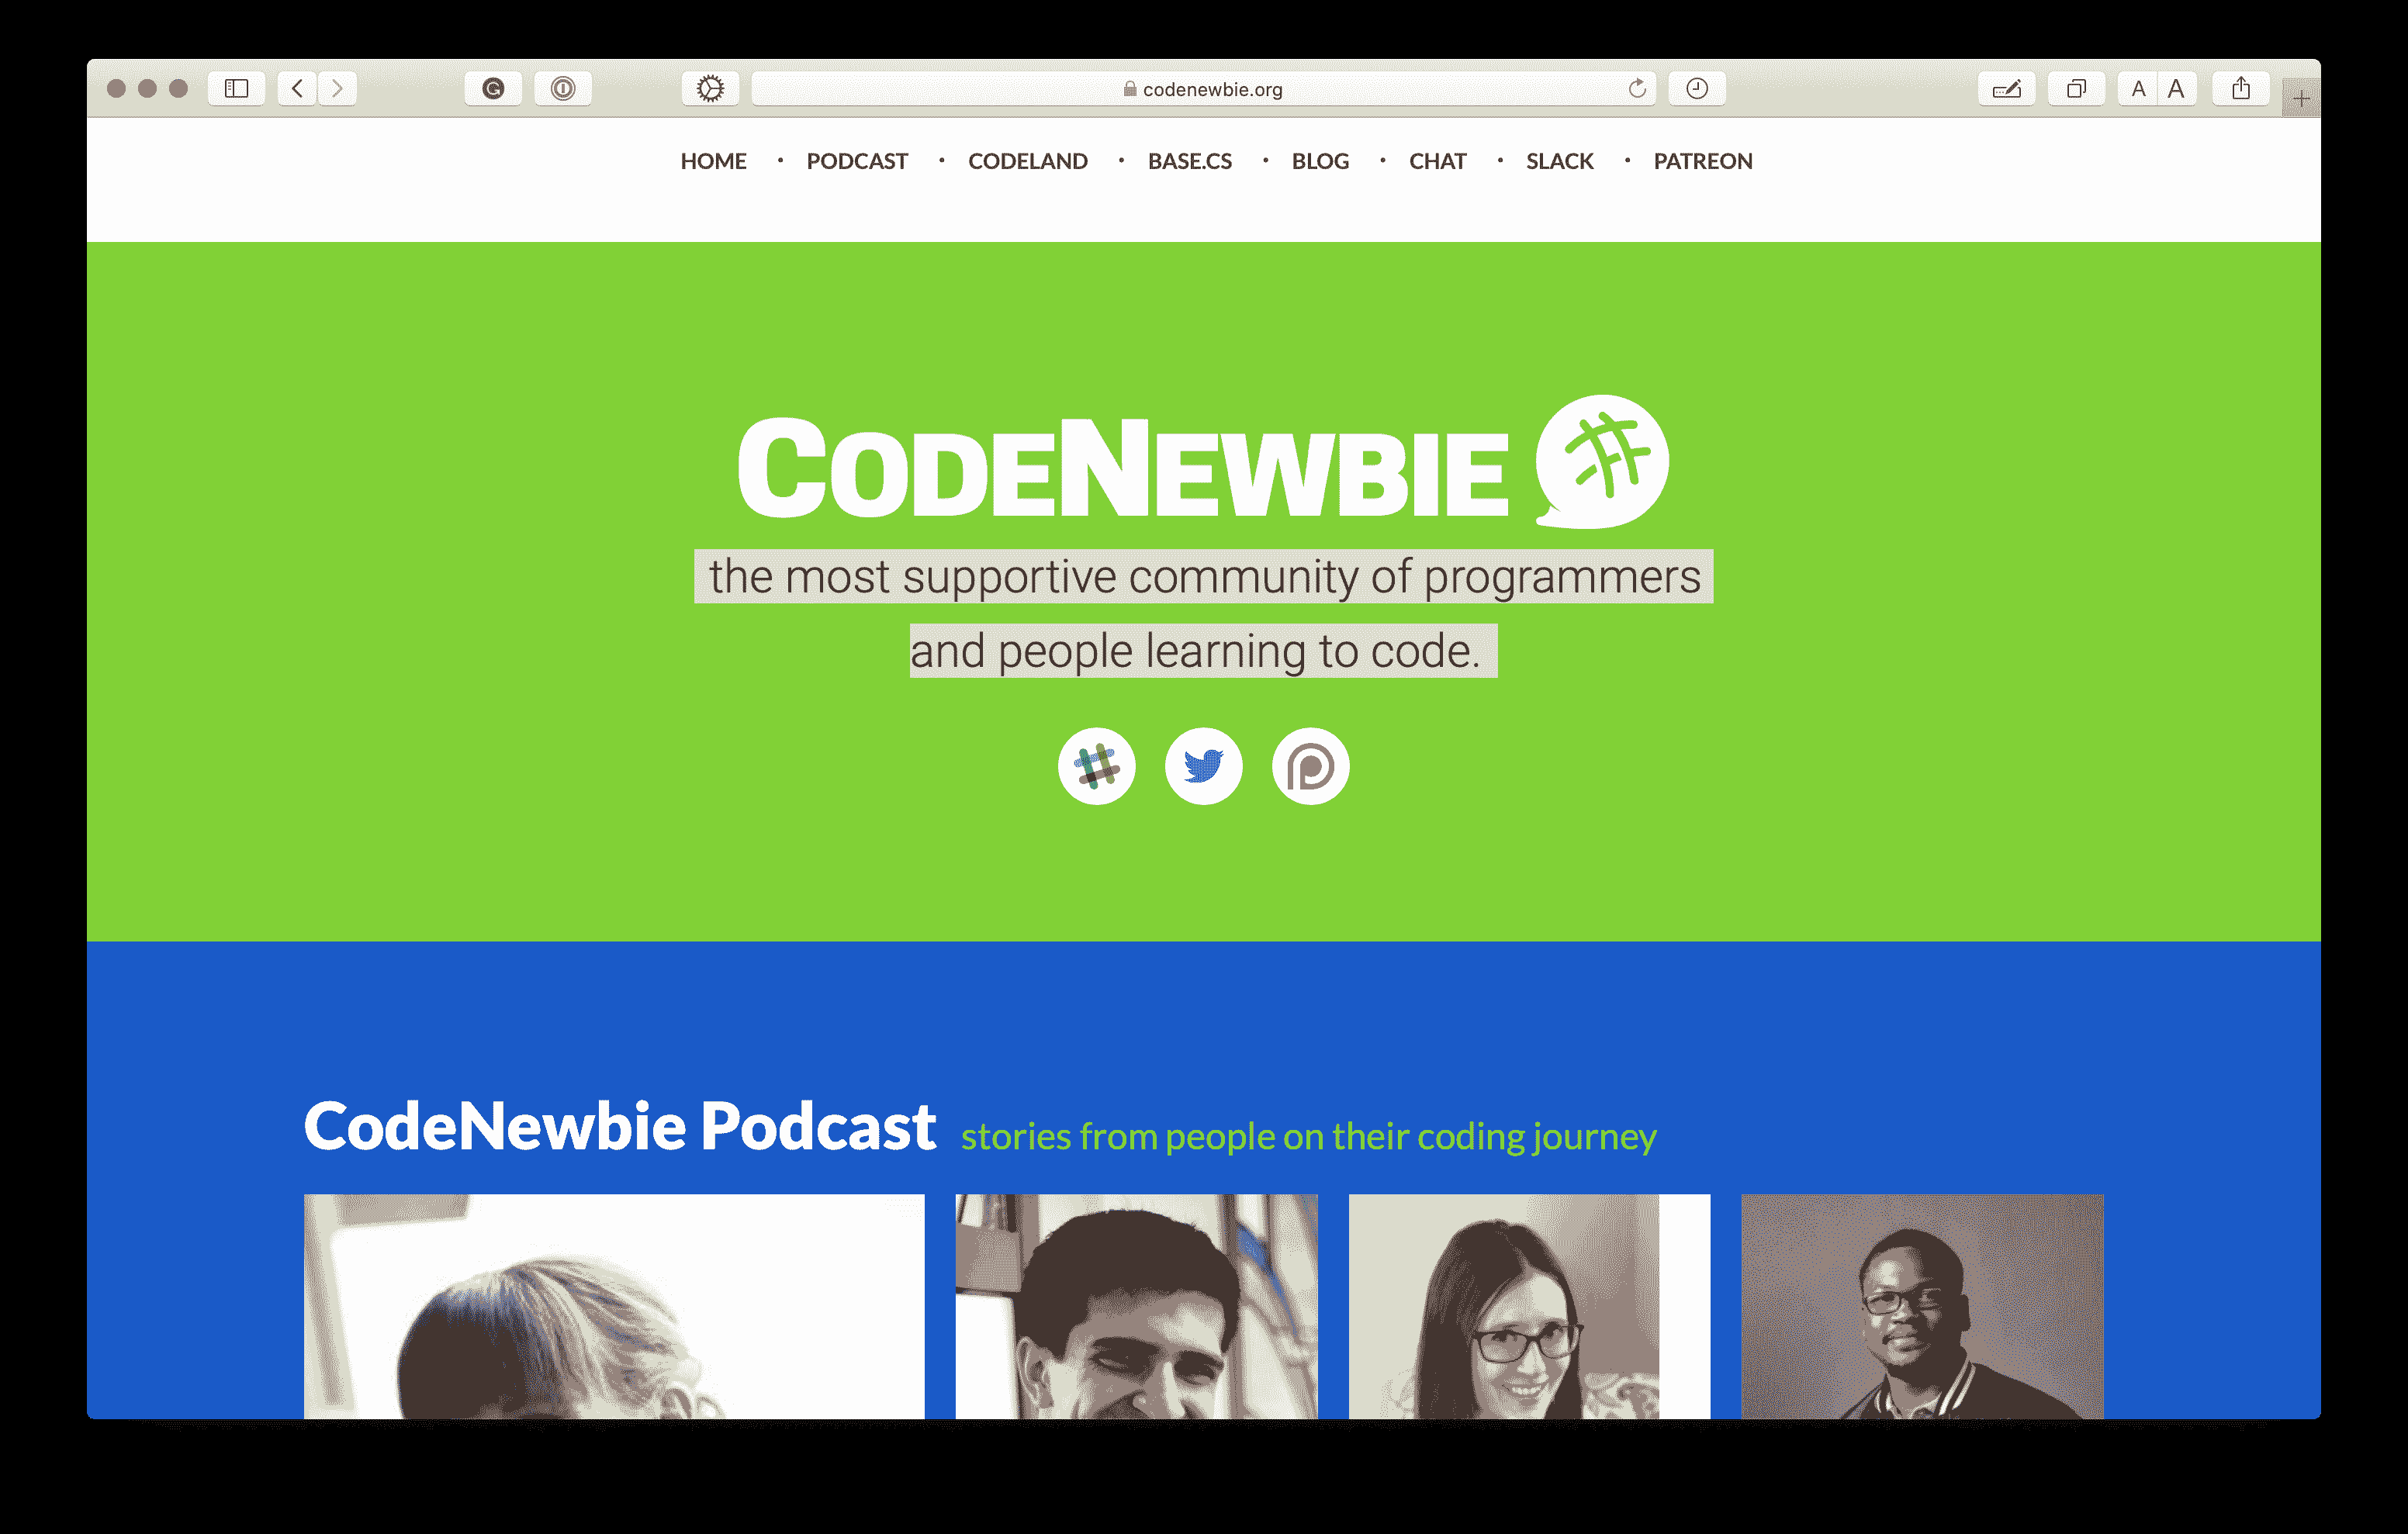 codenewbie.org
A A
HOME • PODCAST • CODELAND • BASE.CS • BLOG • CHAT • SLACK • PATREON
CODENEWBIE
the most supportive community of programmers
and people learning to code.
CodeNewbie Podcast stories from people on their coding journey